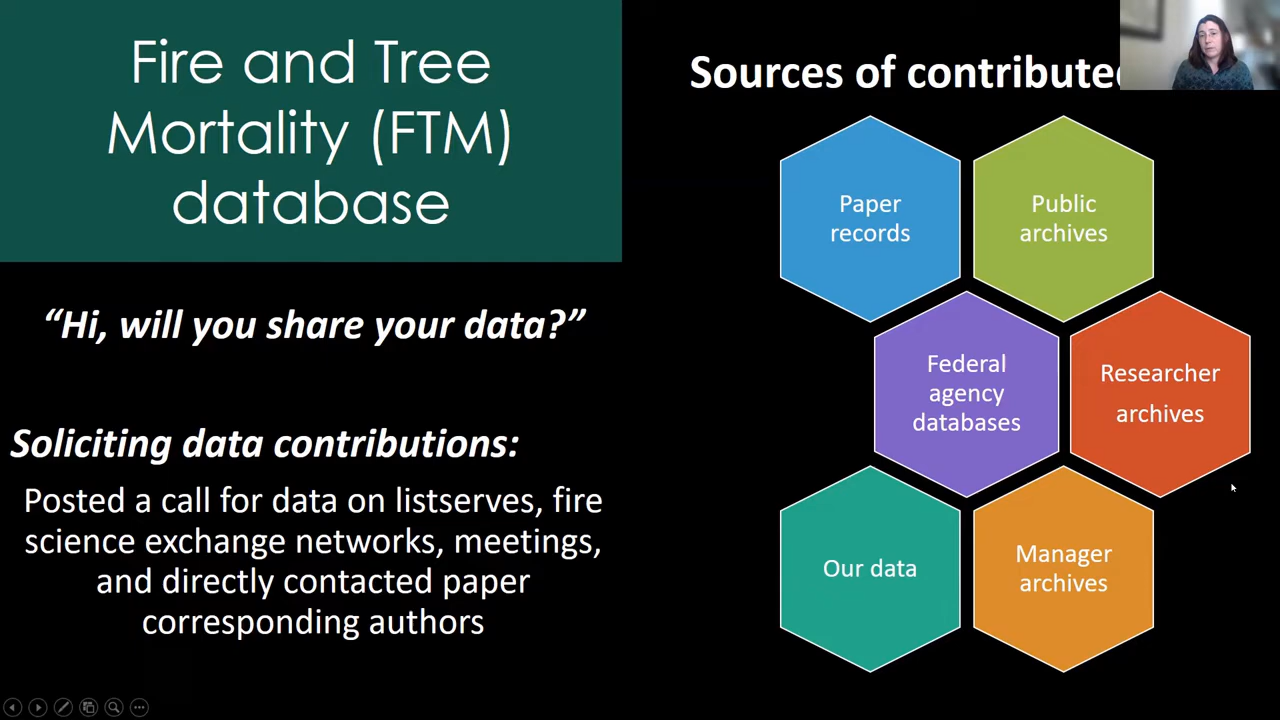 Fire and Tree
Mortality (FTM)
database
“Hi, will you share your data?”
Soliciting data contributions:
Posted a call for data on listserves, fire
science exchange networks, meetings,
and directly contacted paper
corresponding authors
Sources of
Paper
records
Public
archives
Federal
agency
databases
Researcher
archives
Our data
Manager
archives